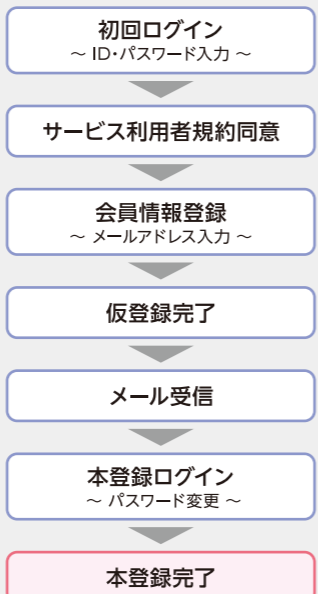 初回ログイン
～ ID・パスワード入力 ～
サービス利用者規約同意
会員情報登録
～ メールアドレス入力 ～
仮登録完了
メール受信
本登録ログイン
～ パスワード変更 ～
本登録完了